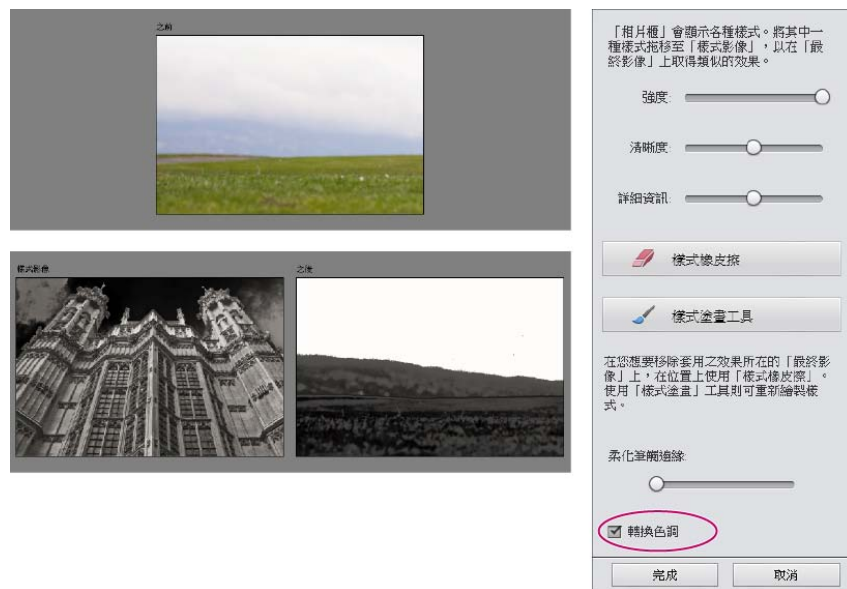 之前
樣式影像
之後
「相片櫃」會顯示各種樣式。將其中一
種樣式拖移至「樣式影像」，以在「最
終影像」上取得類似的效果。
強度:
清晰度:
詳細資訊:
樣式橡皮擦
樣式塗畫工具
在您想要移除套用之效果所在的「最終影
像」上，在位置上使用「樣式橡皮擦」。
使用「樣式塗畫」工具則可重新繪製樣
式。
柔化筆觸邊緣:
轉換色調
完成
取消